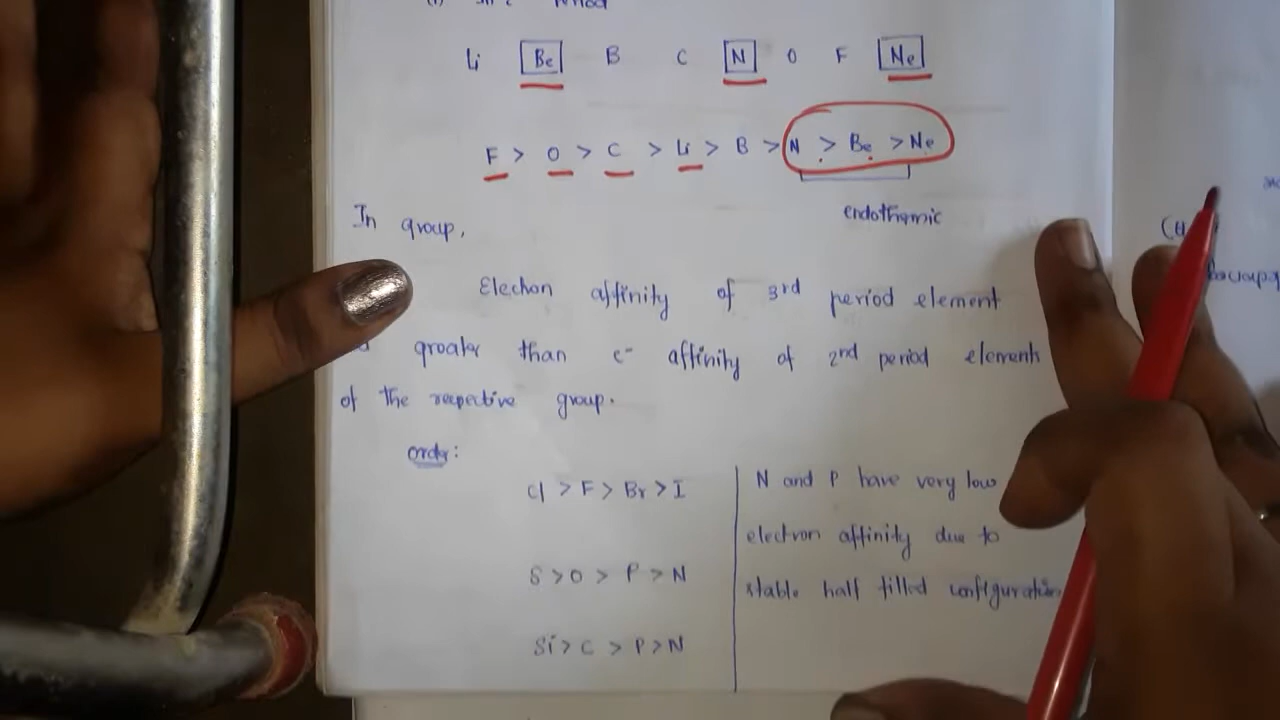 Li Be B C N O F Ne
F > O > C > Li > B > N > Be > Ne
endothamic
In group,
Electron affinity of 3rd period element
greater than e⁻ affinity of 2nd period elements
of the respective group.
order:
Cl > F > Br > I
S > O > P > N
Si > C > P > N
N and P have very low
electron affinity due to
stable half filled configuration